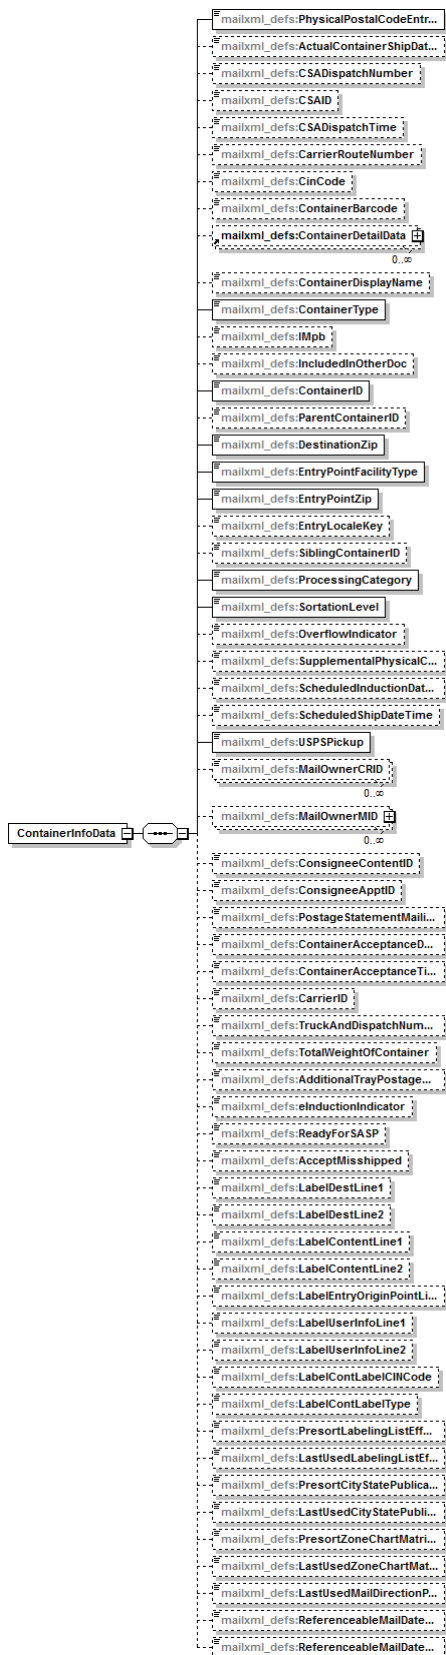 mailxml_defs:PhysicalPostalCodeEntr...
mailxml_defs:ActualContainerShipDat...
mailxml_defs:CSADispatchNumber
mailxml_defs:CSAID
mailxml_defs:CSADispatchTime
mailxml_defs:CarrierRouteNumber
mailxml_defs:CinCode
mailxml_defs:ContainerBarcode
mailxml_defs:ContainerDetailData
0..∞
mailxml_defs:ContainerDisplayName
mailxml_defs:ContainerType
mailxml_defs:IMpb
mailxml_defs:IncludedInOtherDoc
mailxml_defs:ContainerID
mailxml_defs:ParentContainerID
mailxml_defs:DestinationZip
mailxml_defs:EntryPointFacilityType
mailxml_defs:EntryPointZip
mailxml_defs:EntryLocaleKey
mailxml_defs:SiblingContainerID
mailxml_defs:ProcessingCategory
mailxml_defs:SortationLevel
mailxml_defs:OverflowIndicator
mailxml_defs:SupplementalPhysicalC...
mailxml_defs:ScheduledInductionDat...
mailxml_defs:ScheduledShipDateTime
mailxml_defs:USPSPickup
mailxml_defs:MailOwnerCRID
0..∞
mailxml_defs:MailOwnerMID
0..∞
ContainerInfoData
mailxml_defs:ConsigneeContentID
mailxml_defs:ConsigneeApptID
mailxml_defs:PostageStatementMaili...
mailxml_defs:ContainerAcceptanceD...
mailxml_defs:ContainerAcceptanceTi...
mailxml_defs:CarrierID
mailxml_defs:TruckAndDispatchNum...
mailxml_defs:TotalWeightOfContainer
mailxml_defs:AdditionalTrayPostage...
mailxml_defs:eInductionIndicator
mailxml_defs:ReadyForSASP
mailxml_defs:AcceptMisshipped
mailxml_defs:LabelDestLine1
mailxml_defs:LabelDestLine2
mailxml_defs:LabelContentLine1
mailxml_defs:LabelContentLine2
mailxml_defs:LabelEntryOriginPointLi...
mailxml_defs:LabelUserInfoLine1
mailxml_defs:LabelUserInfoLine2
mailxml_defs:LabelContLabelCINCode
mailxml_defs:LabelContLabelType
mailxml_defs:PresortLabelingListEff...
mailxml_defs:LastUsedLabelingListEf...
mailxml_defs:PresortCityStatePublica...
mailxml_defs:LastUsedCityStatePubli...
mailxml_defs:PresortZoneChartMatri...
mailxml_defs:LastUsedZoneChartMat...
mailxml_defs:LastUsedMailDirectionP...
mailxml_defs:ReferenceableMailDate...
mailxml_defs:ReferenceableMailDate...